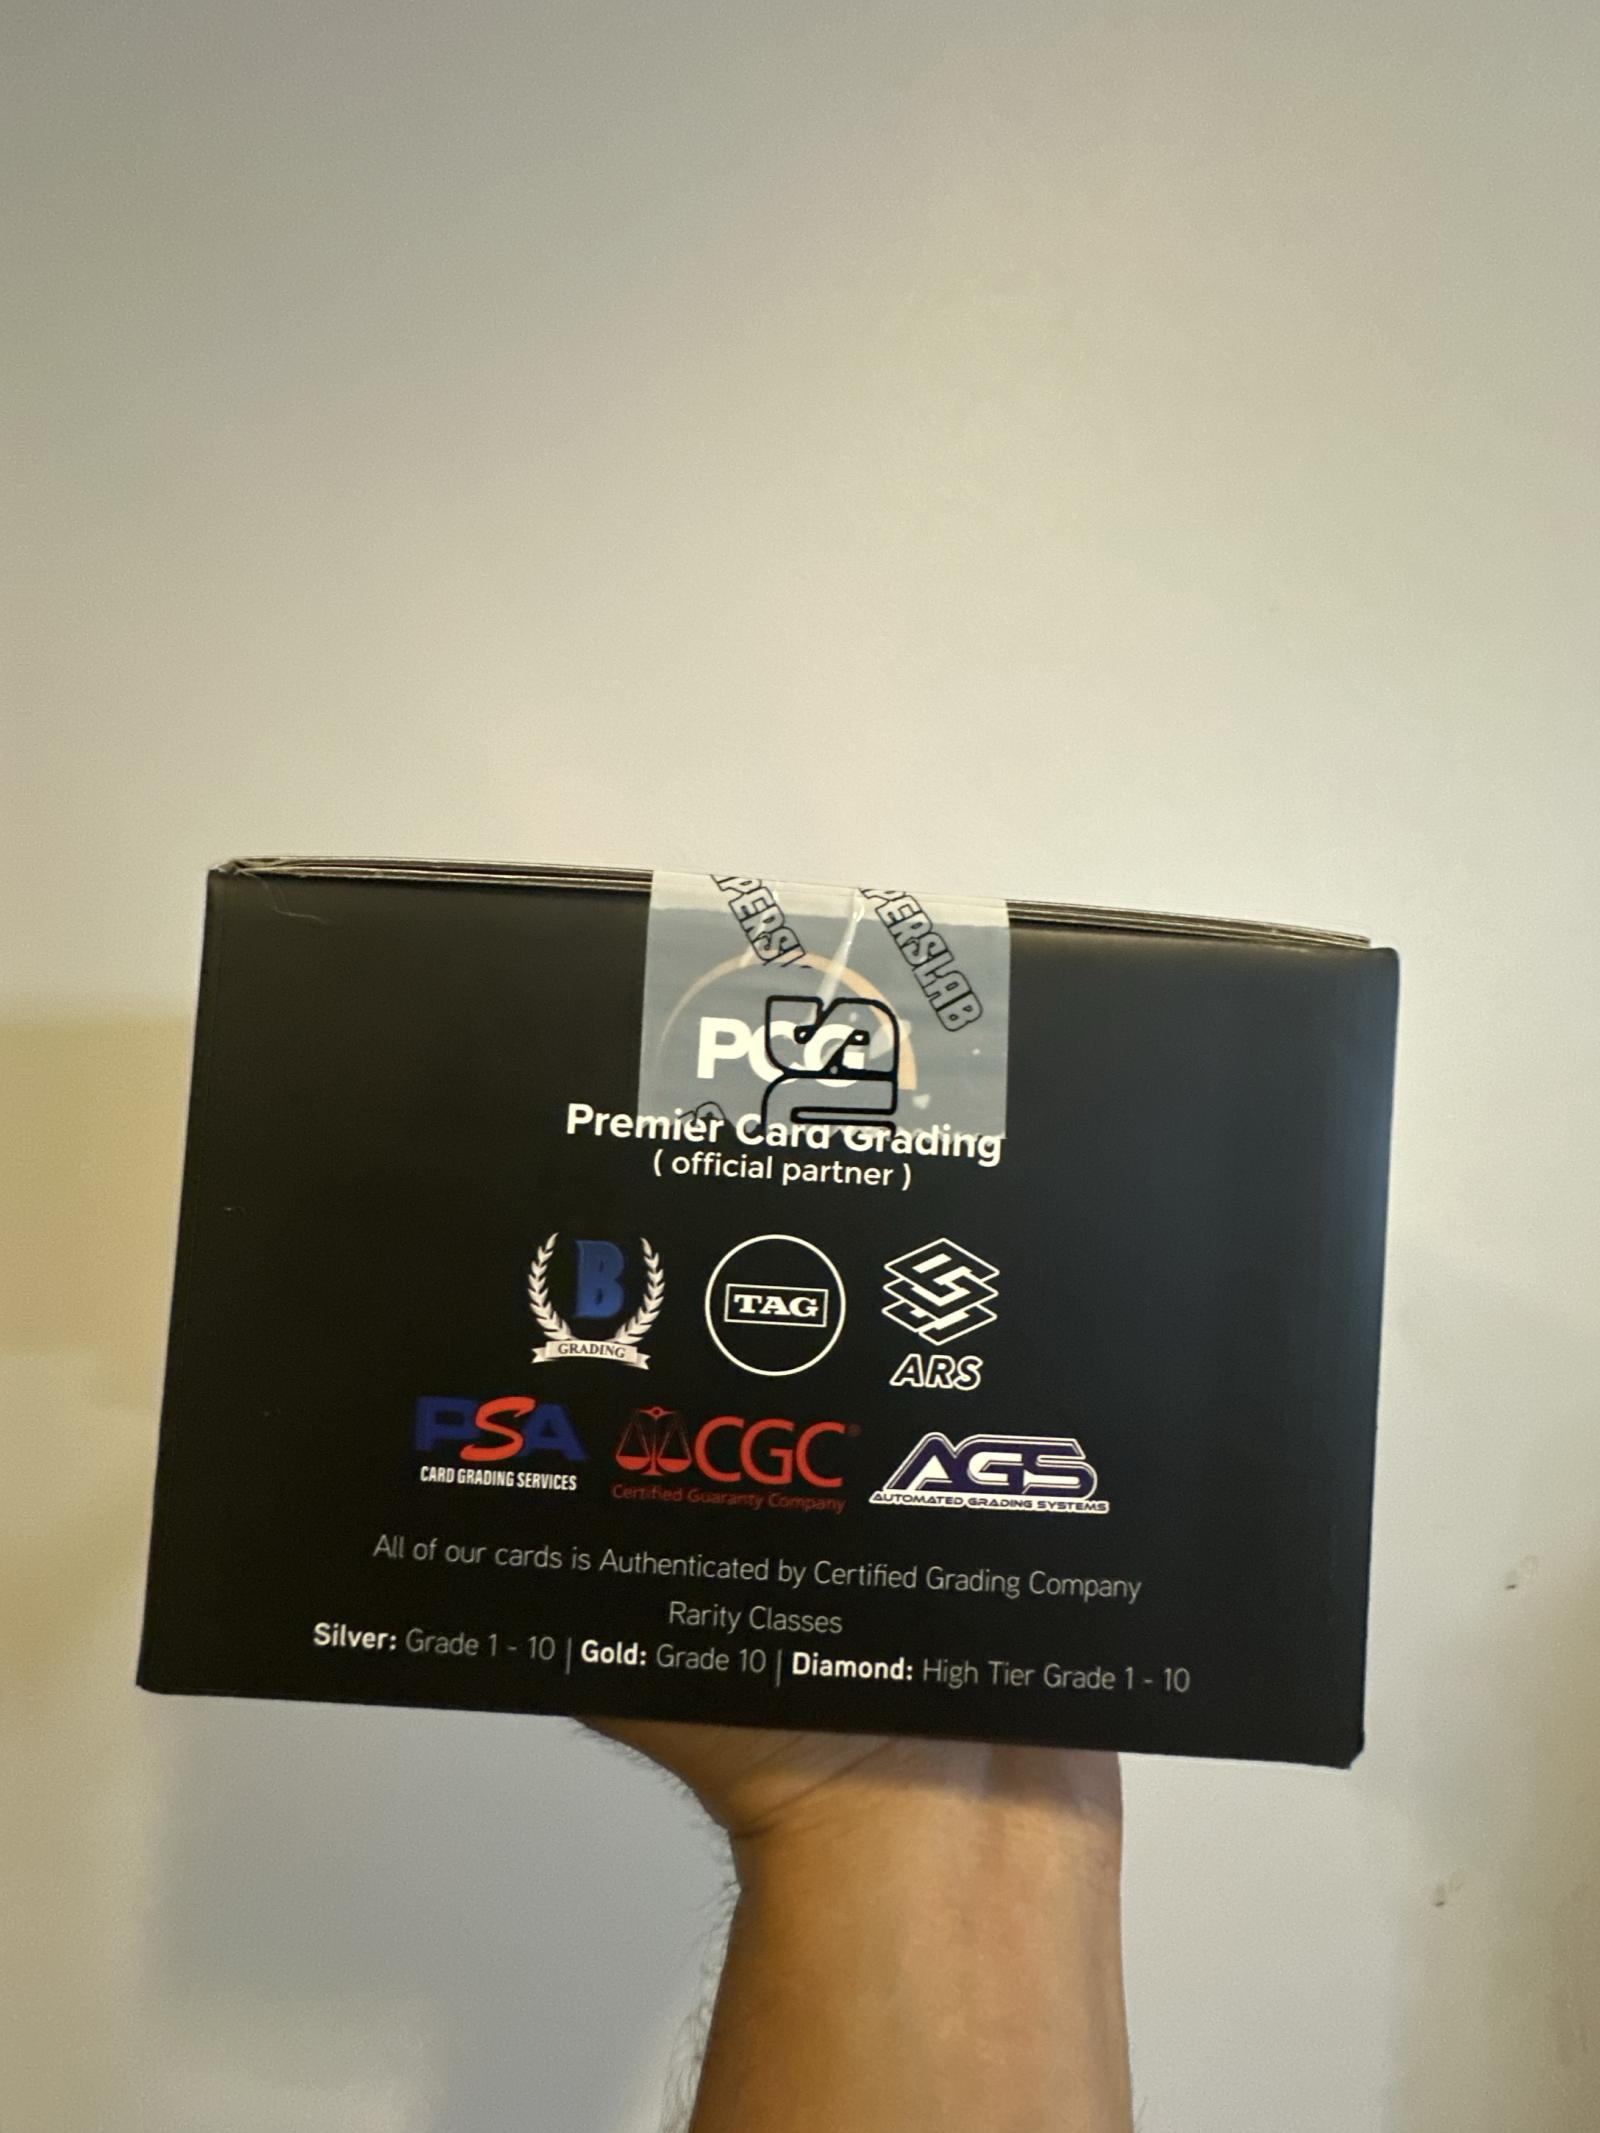 PERSL
PERSLAB
PCG
Premier Card Grading
( official partner )
B
GRADING
TAG
ARS
PSA
CARD GRADING SERVICES
CGC®
Certified Guaranty Company
AGS
AUTOMATED GRADING SYSTEMS
All of our cards is Authenticated by Certified Grading Company
Rarity Classes
Silver: Grade 1 - 10 | Gold: Grade 10 | Diamond: High Tier Grade 1 - 10